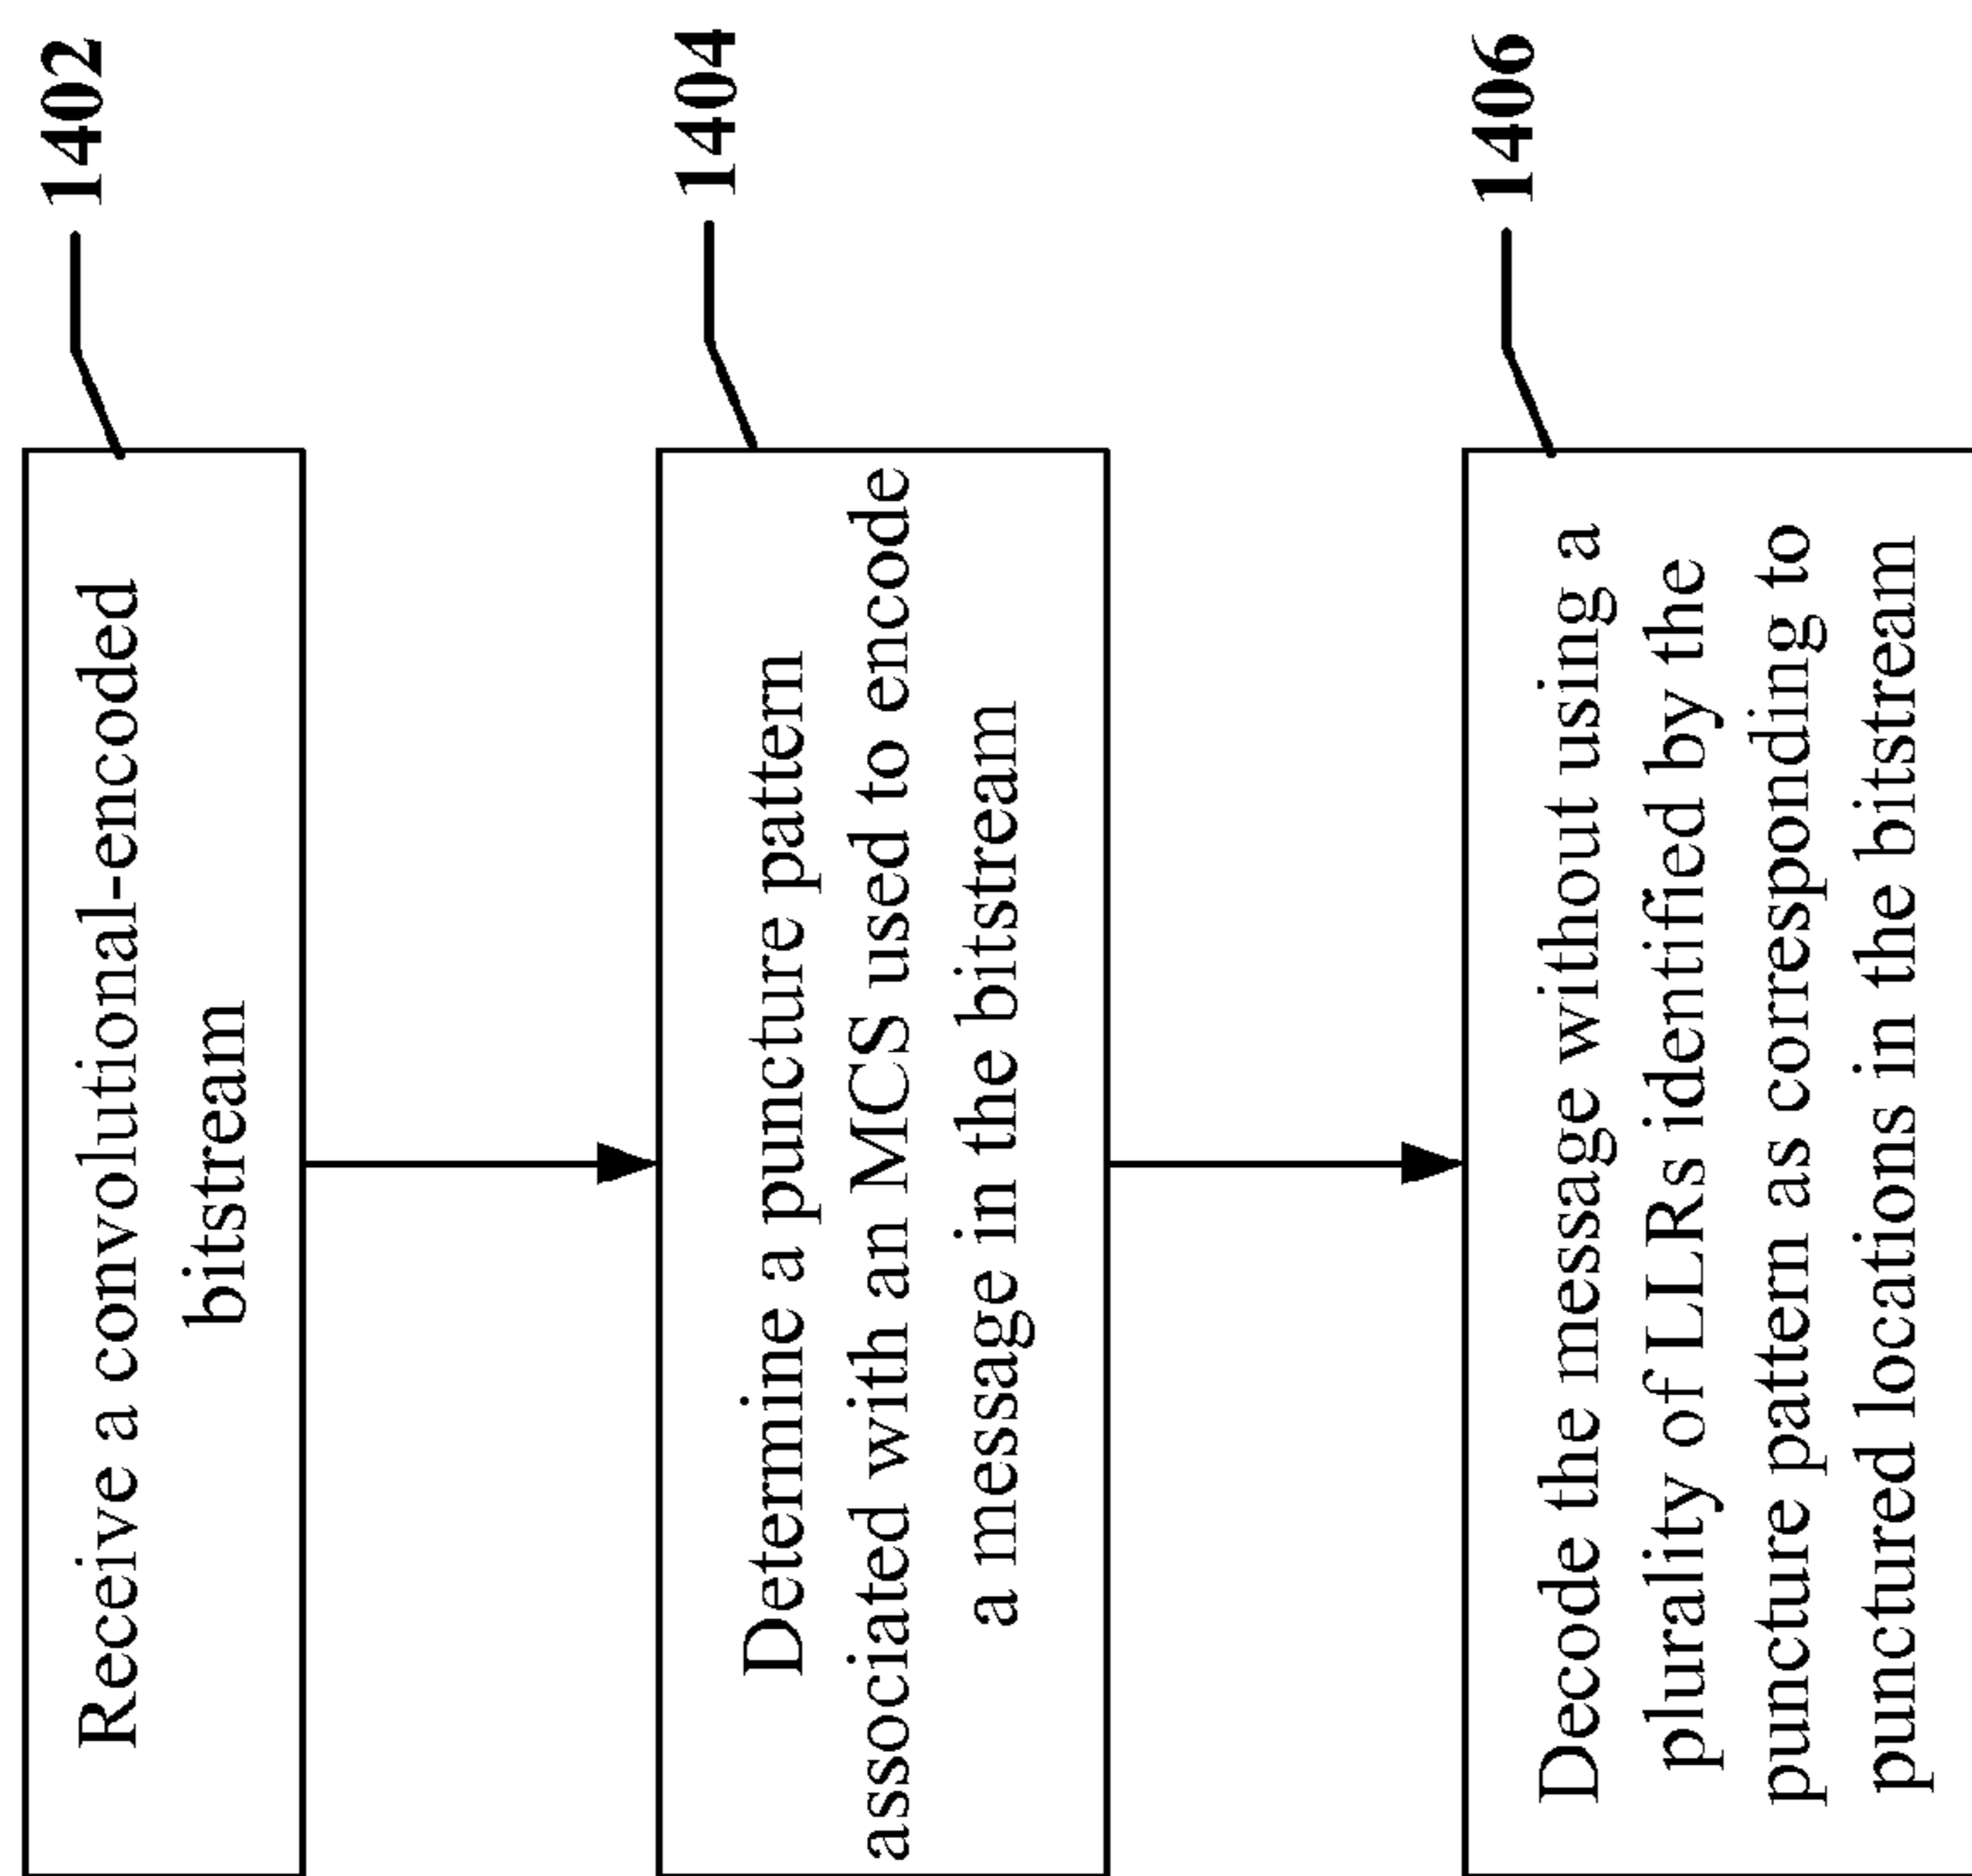 1402
Receive a convolutional-encoded
bitstream
1404
Determine a puncture pattern
associated with an MCS used to encode
a message in the bitstream
1406
Decode the message without using a
plurality of LLRs identified by the
puncture pattern as corresponding to
punctured locations in the bitstream